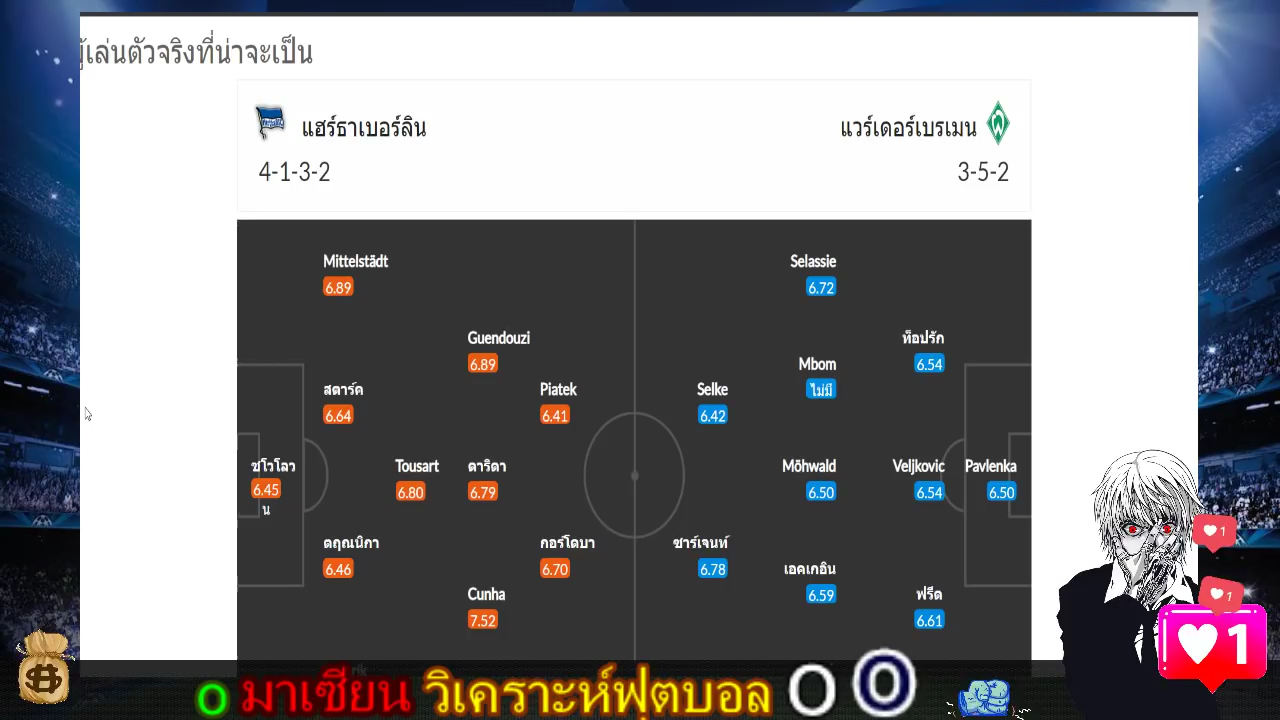 ผู้เล่นตัวจริงที่น่าจะเป็น
แฮร์ธาเบอร์ลิน
แวร์เดอร์เบรเมน
4-1-3-2
3-5-2
Mittelstädt
6.89
Selassie
6.72
Guendouzi
6.89
ท็อปรัก
6.54
Mbom
ไม่มี
สตาร์ค
6.64
Piatek
6.41
Selke
6.42
ชโวโลว
6.45
น
Tousart
6.80
ดาริดา
6.79
Möhwald
6.50
Veljkovic
6.54
Pavlenka
6.50
ตฤณนิกา
6.46
กอร์โดบา
6.70
ซาร์เจนท์
6.78
เอคเกอิน
6.59
Cunha
7.52
ฟรีด
6.61
1
1
1
o มาเซียน วิเคราะห์ฟุตบอล O O